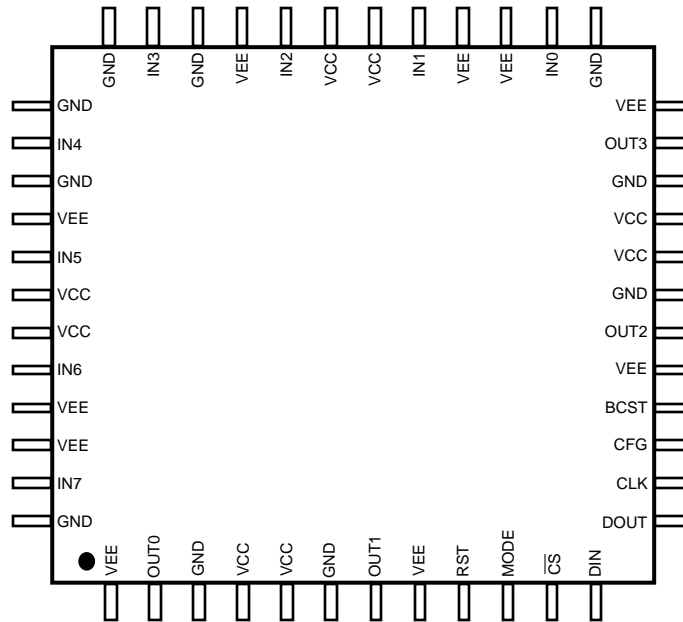 GND
IN3
GND
VEE
IN2
VCC
VCC
IN1
VEE
VEE
IN0
GND
GND
IN4
GND
VEE
IN5
VCC
VCC
IN6
VEE
VEE
IN7
GND
VEE
OUT3
GND
VCC
VCC
GND
OUT2
VEE
BCST
CFG
CLK
DOUT
VEE
OUT0
GND
VCC
VCC
GND
OUT1
VEE
RST
MODE
C̅S̅
DIN